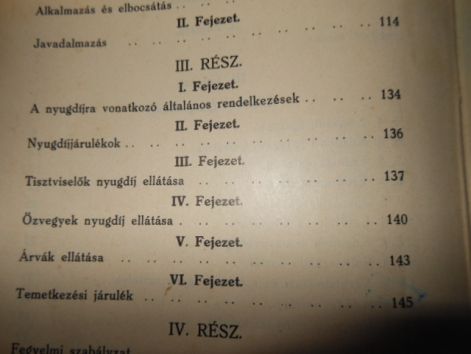 Alkalmazás és elbocsátás . . . . . .
II. Fejezet.
Javadalmazás . . . . . . . . . . . . 114
III. RÉSZ.
I. Fejezet.
A nyugdíjra vonatkozó általános rendelkezések . . . . 134
II. Fejezet.
Nyugdíjjárulékok . . . . . . . . . . . . 136
III. Fejezet.
Tisztviselők nyugdíj ellátása . . . . . . . . . . 137
IV. Fejezet.
Özvegyek nyugdíj ellátása . . . . . . . . . . 140
V. Fejezet.
Árvák ellátása . . . . . . . . . . . . 143
VI. Fejezet.
Temetkezési járulék . . . . . . . . . . . . 145
IV. RÉSZ.
Fegyelmi szabályzat